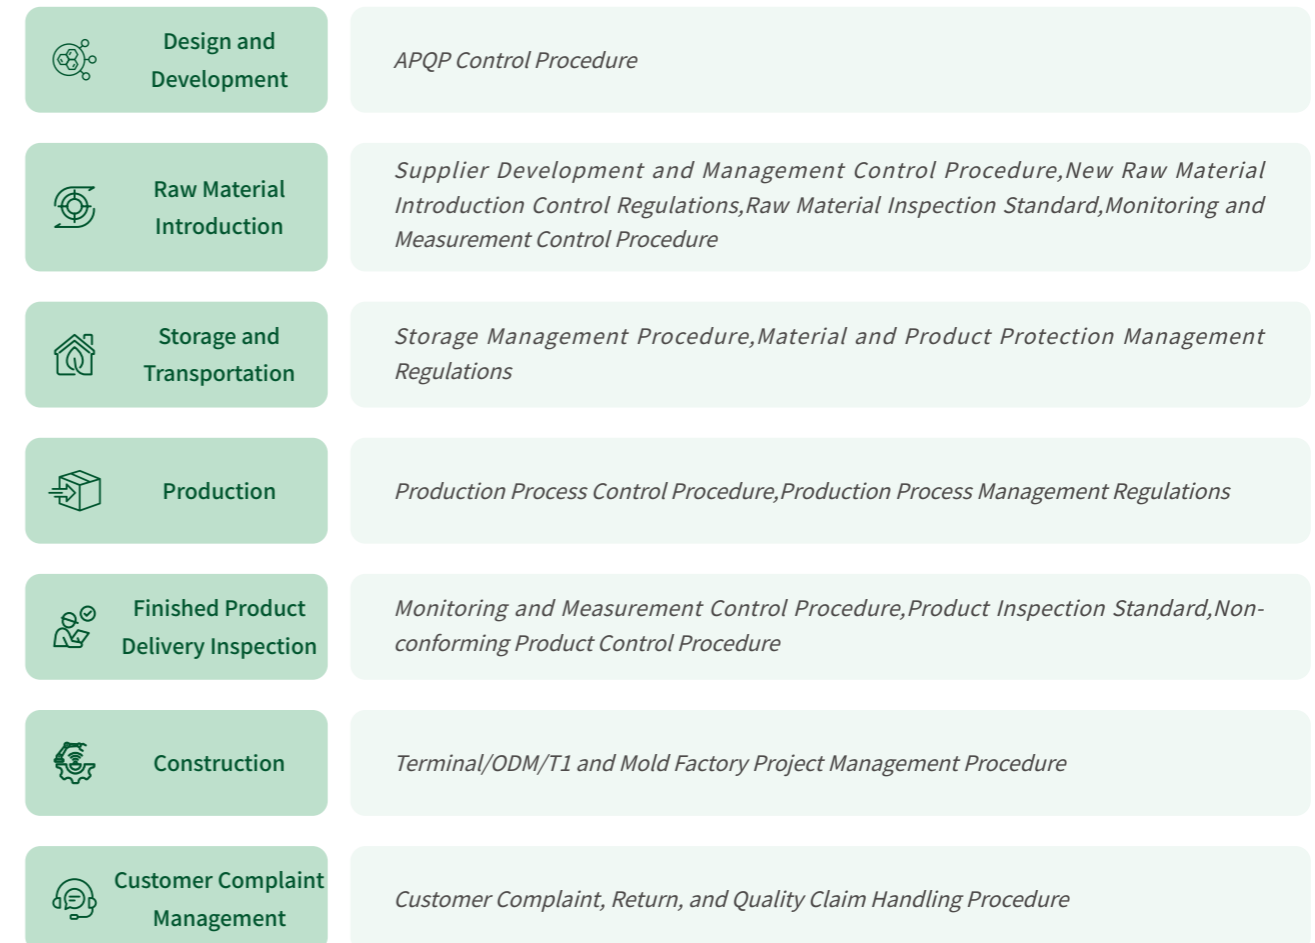 Design and
Development
APQP Control Procedure
Raw Material
Introduction
Supplier Development and Management Control Procedure,New Raw Material
Introduction Control Regulations,Raw Material Inspection Standard,Monitoring and
Measurement Control Procedure
Storage and
Transportation
Storage Management Procedure,Material and Product Protection Management
Regulations
Production
Production Process Control Procedure,Production Process Management Regulations
Finished Product
Delivery Inspection
Monitoring and Measurement Control Procedure,Product Inspection Standard,Non-
conforming Product Control Procedure
Construction
Terminal/ODM/T1 and Mold Factory Project Management Procedure
Customer Complaint
Management
Customer Complaint, Return, and Quality Claim Handling Procedure